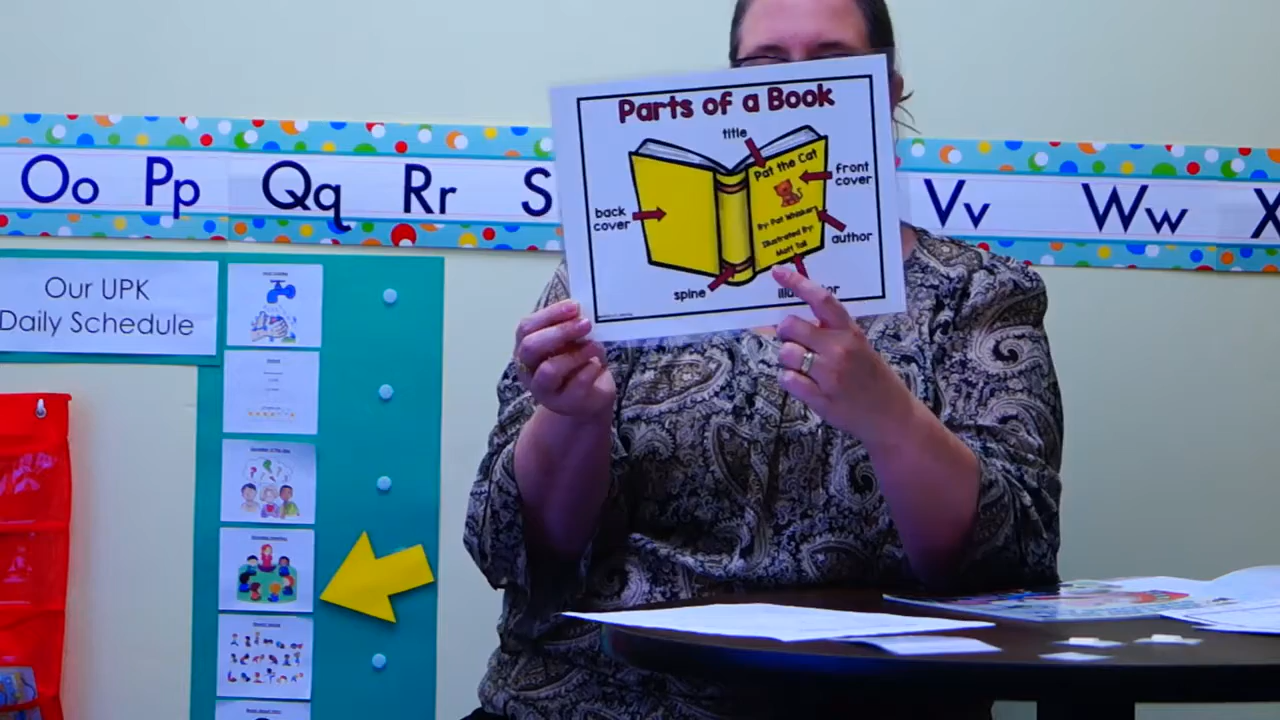 Oo Pp Qq Rr S
Vv Ww X
Our UPK
Daily Schedule
Parts of a Book
title
Pat the Cat
front
cover
By: Pat Whiskers
Illustrated By:
Matt Tail
author
back
cover
spine